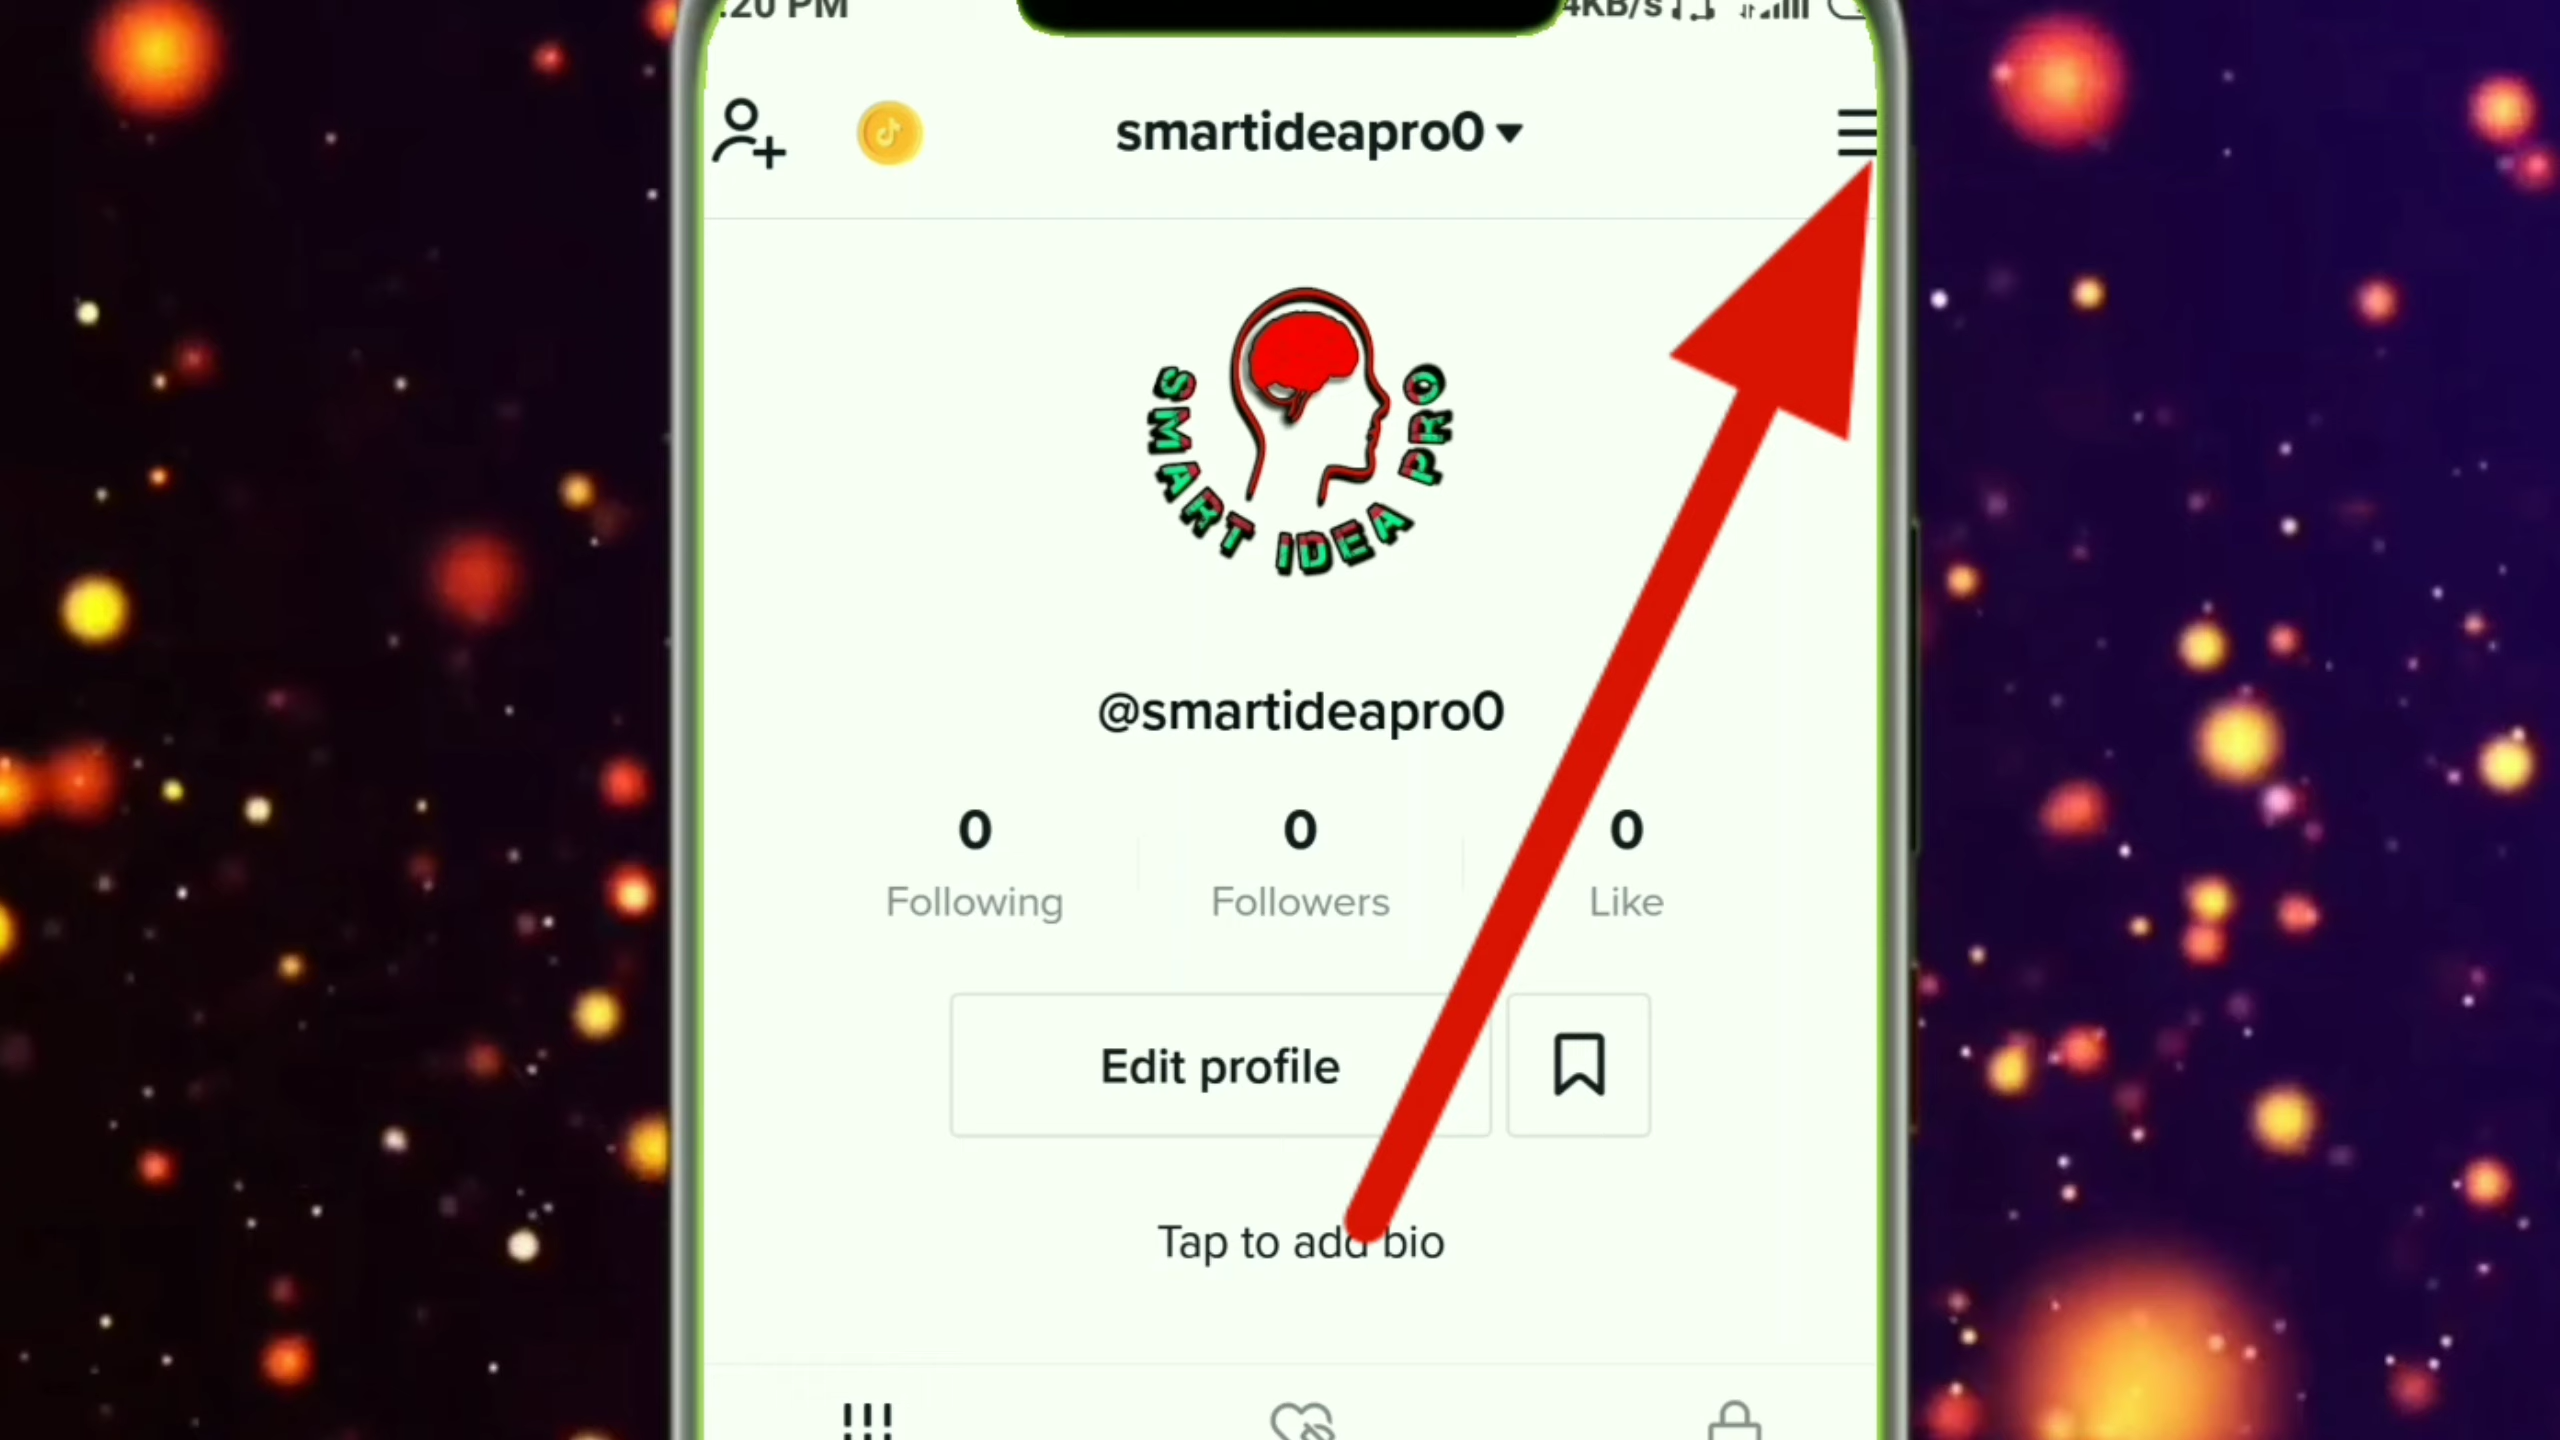 :20 PM
4KB/s
smartideapro0
SMART IDEA PRO
@smartideapro0
0 0 0
Following Followers Like
Edit profile
Tap to add bio